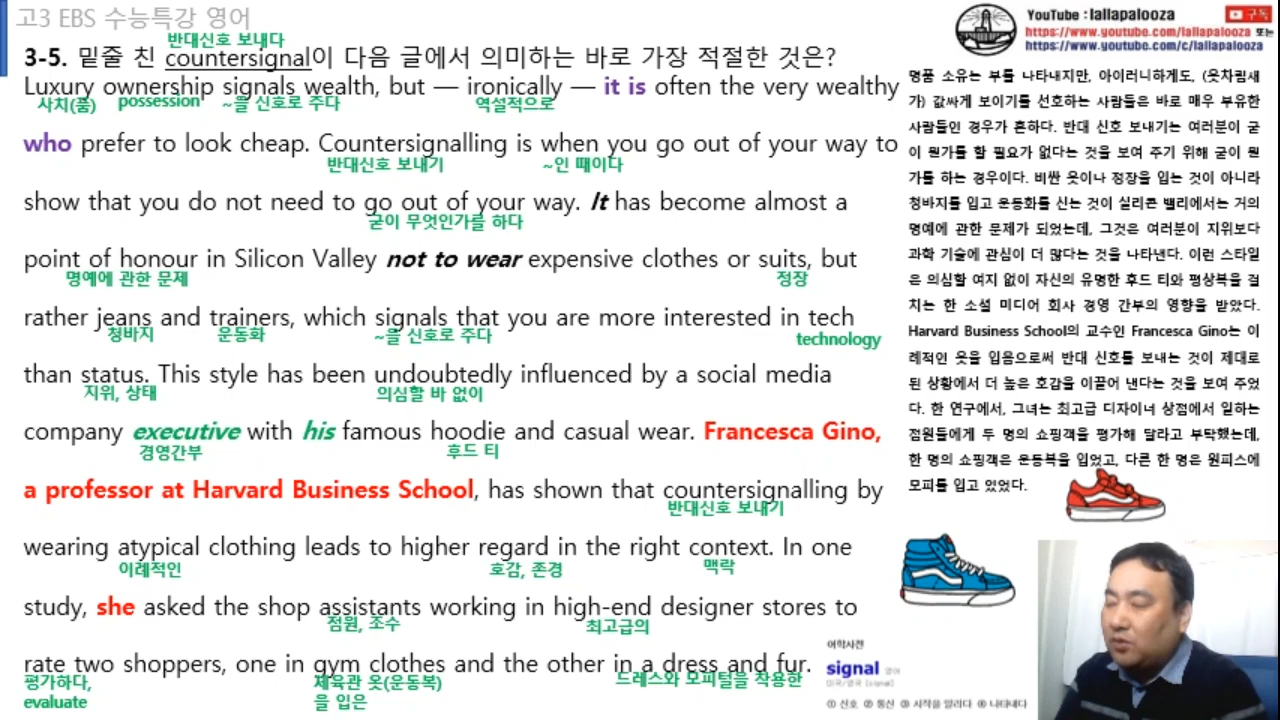 고3 EBS 수능특강 영어
YouTube : lallapalooza
구독
https://www.youtube.com/lallapalooza 또는
https://www.youtube.com/c/lallapalooza
반대신호 보내다
3-5. 밑줄 친 countersignal이 다음 글에서 의미하는 바로 가장 적절한 것은?
Luxury ownership signals wealth, but — ironically — it is often the very wealthy
사치(품) possession ~을 신호로 주다 역설적으로
who prefer to look cheap. Countersignalling is when you go out of your way to
반대신호 보내기 ~인 때이다
show that you do not need to go out of your way. It has become almost a
굳이 무엇인가를 하다
point of honour in Silicon Valley not to wear expensive clothes or suits, but
명예에 관한 문제 정장
rather jeans and trainers, which signals that you are more interested in tech
청바지 운동화 ~을 신호로 주다 technology
than status. This style has been undoubtedly influenced by a social media
지위, 상태 의심할 바 없이
company executive with his famous hoodie and casual wear. Francesca Gino,
경영간부 후드 티
a professor at Harvard Business School, has shown that countersignalling by
반대신호 보내기
wearing atypical clothing leads to higher regard in the right context. In one
이례적인 호감, 존경 맥락
study, she asked the shop assistants working in high-end designer stores to
점원, 조수 최고급의
rate two shoppers, one in gym clothes and the other in a dress and fur.
평가하다, 체육관 옷(운동복) 드레스와 모피털을 착용한
evaluate 을 입은
명품 소유는 부를 나타내지만, 아이러니하게도, (옷차림새
가) 값싸게 보이기를 선호하는 사람들은 바로 매우 부유한
사람들인 경우가 흔하다. 반대 신호 보내기는 여러분이 굳
이 뭔가를 할 필요가 없다는 것을 보여 주기 위해 굳이 뭔
가를 하는 경우이다. 비싼 옷이나 정장을 입는 것이 아니라
청바지를 입고 운동화를 신는 것이 실리콘 밸리에서는 거의
명예에 관한 문제가 되었는데, 그것은 여러분이 지위보다
과학 기술에 관심이 더 많다는 것을 나타낸다. 이런 스타일
은 의심할 여지 없이 자신의 유명한 후드 티와 평상복을 걸
치는 한 소셜 미디어 회사 경영 간부의 영향을 받았다.
Harvard Business School의 교수인 Francesca Gino는 이
례적인 옷을 입음으로써 반대 신호를 보내는 것이 제대로
된 상황에서 더 높은 호감을 이끌어 낸다는 것을 보여 주었
다. 한 연구에서, 그녀는 최고급 디자이너 상점에서 일하는
점원들에게 두 명의 쇼핑객을 평가해 달라고 부탁했는데,
한 명의 쇼핑객은 운동복을 입었고, 다른 한 명은 원피스에
모피를 입고 있었다.
어학사전
signal 영어
미국/영국 [signal]
① 신호 ② 통신 ③ 시작을 알리다 ④ 나타내다